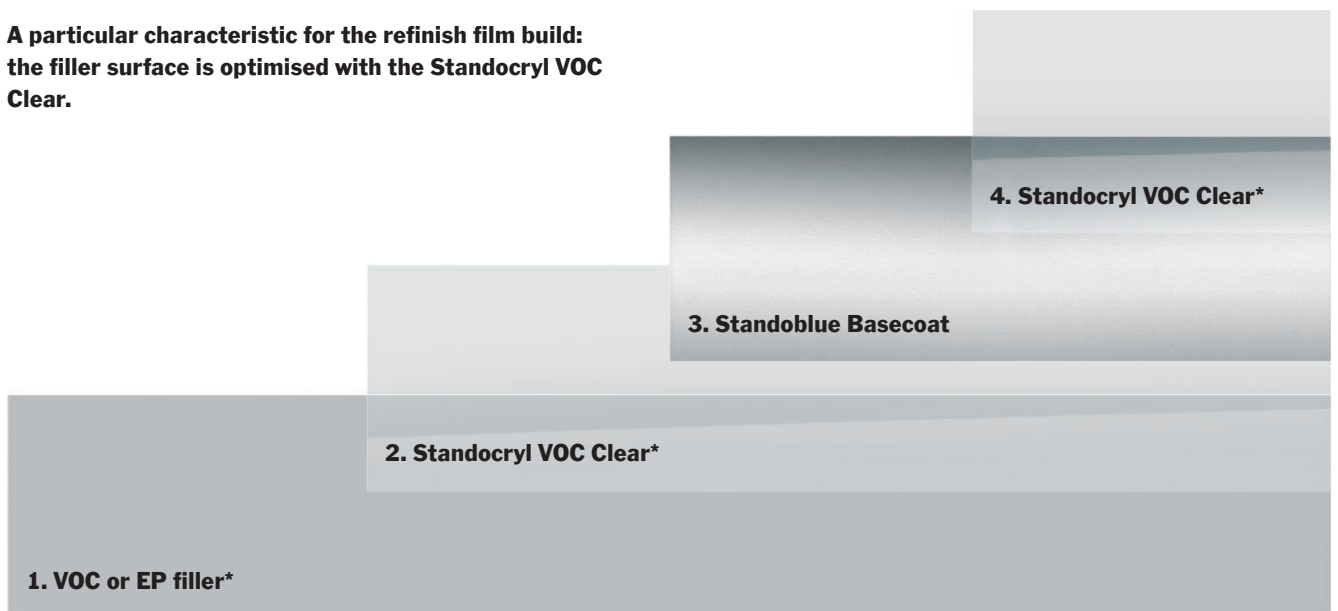 A particular characteristic for the refinish film build:
the filler surface is optimised with the Standocryl VOC
Clear.
4. Standocryl VOC Clear*
3. Standoblue Basecoat
2. Standocryl VOC Clear*
1. VOC or EP filler*